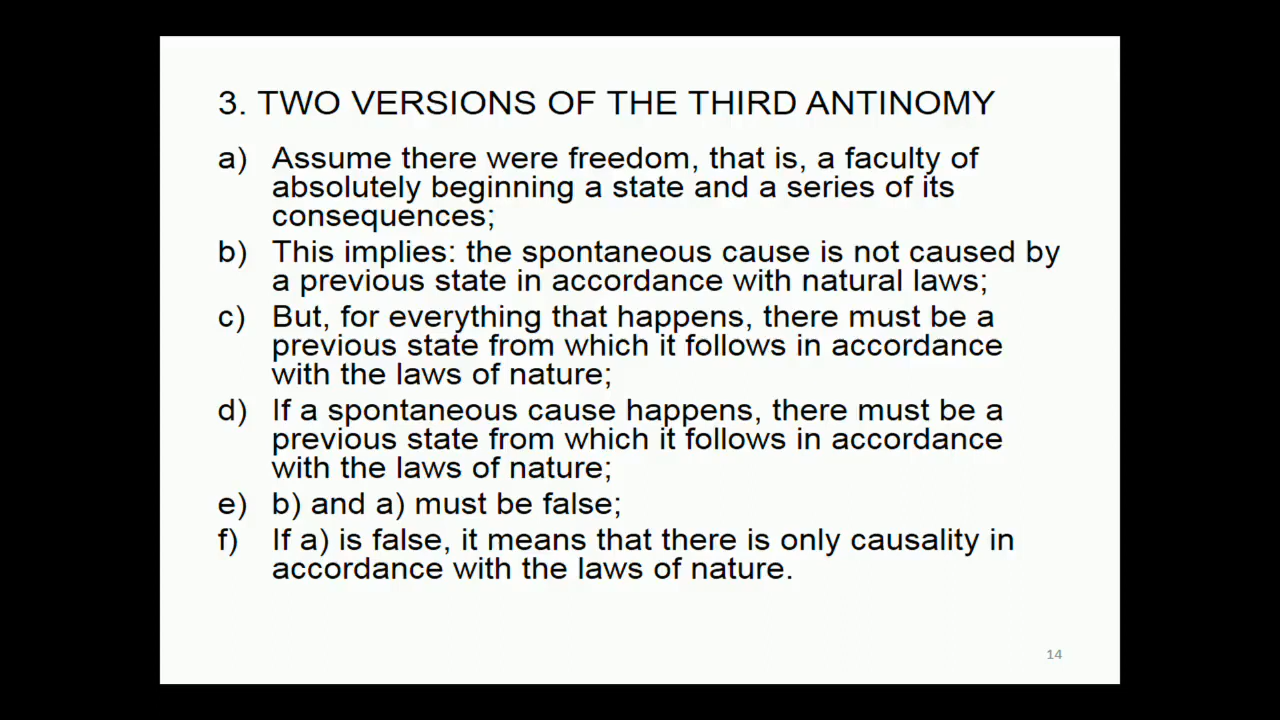 3. TWO VERSIONS OF THE THIRD ANTINOMY
a) Assume there were freedom, that is, a faculty of
absolutely beginning a state and a series of its
consequences;
b) This implies: the spontaneous cause is not caused by
a previous state in accordance with natural laws;
c) But, for everything that happens, there must be a
previous state from which it follows in accordance
with the laws of nature;
d) If a spontaneous cause happens, there must be a
previous state from which it follows in accordance
with the laws of nature;
e) b) and a) must be false;
f) If a) is false, it means that there is only causality in
accordance with the laws of nature.
14